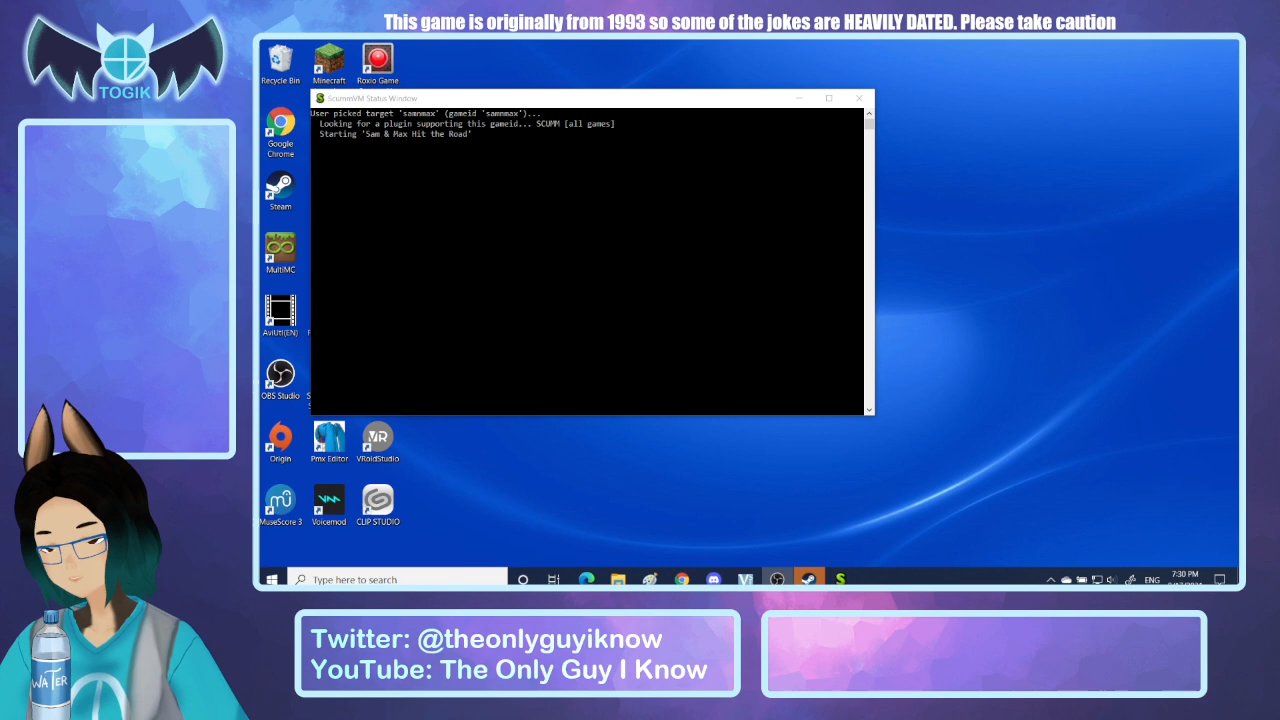 This game is originally from 1993 so some of the jokes are HEAVILY DATED. Please take caution
TOGIK
Recycle Bin
Minecraft
Roxio Game
ScummVM Status Window
User picked target 'samnmax' (gameid 'samnmax')...
Looking for a plugin supporting this gameid... SCUMM [all games]
Starting 'Sam & Max Hit the Road'
Google
Chrome
Steam
MultiMC
AviUtl(EN)
OBS Studio
Origin
Pmx Editor
VRoidStudio
MuseScore 3
Voicemod
CLIP STUDIO
Type here to search
ENG
7:30 PM
WATER
Twitter: @theonlyguyiknow
YouTube: The Only Guy I Know